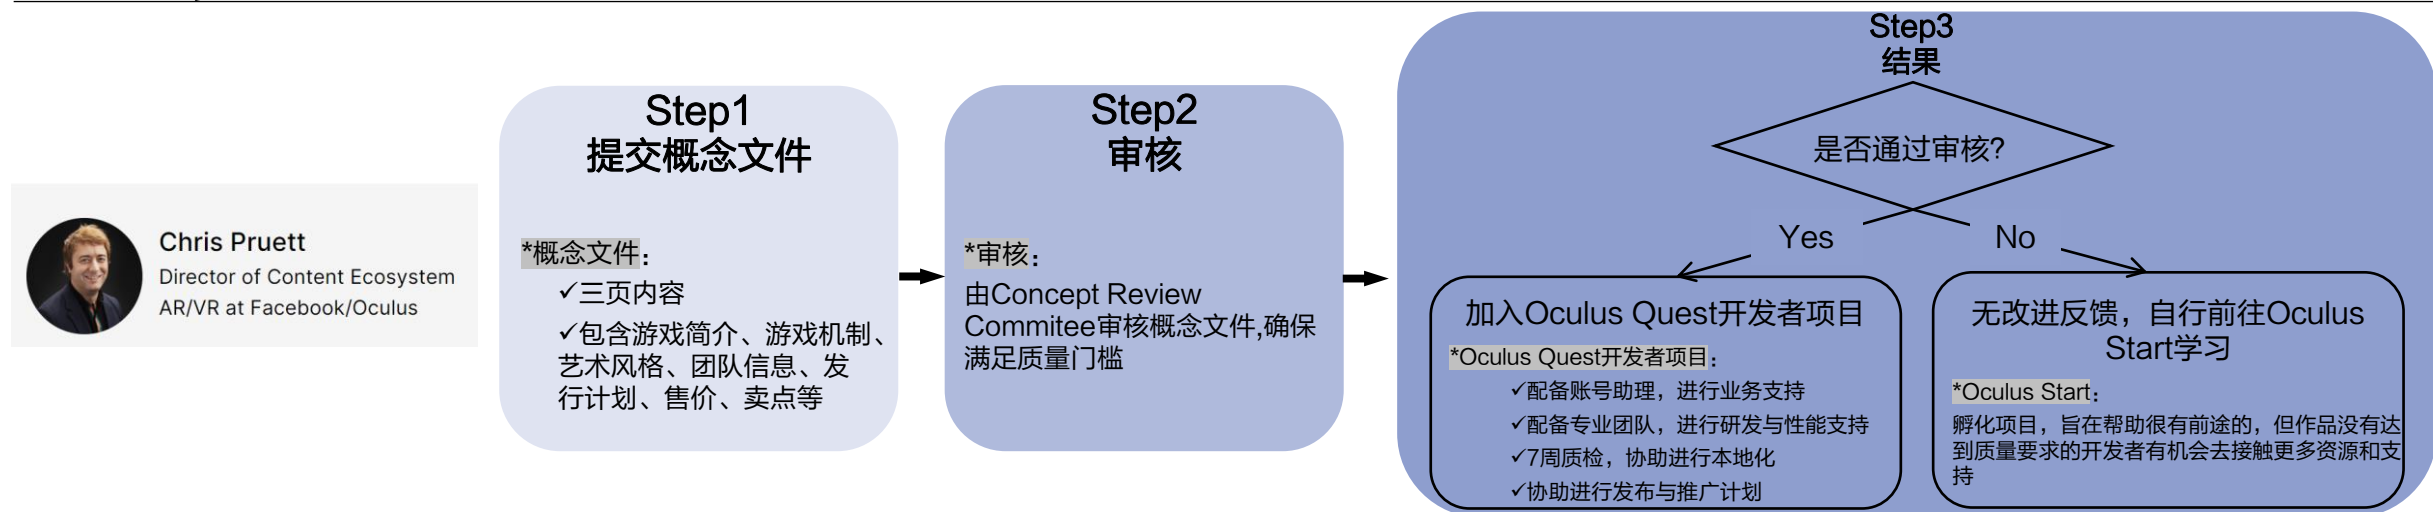 Chris Pruett
Director of Content Ecosystem
AR/VR at Facebook/Oculus
Step1
提交概念文件
*概念文件：
✓三页内容
✓包含游戏简介、游戏机制、
艺术风格、团队信息、发
行计划、售价、卖点等
Step2
审核
*审核：
由Concept Review
Commitee审核概念文件,确保
满足质量门槛
Step3
结果
是否通过审核?
Yes
No
加入Oculus Quest开发者项目
*Oculus Quest开发者项目：
✓配备账号助理，进行业务支持
✓配备专业团队，进行研发与性能支持
✓7周质检，协助进行本地化
✓协助进行发布与推广计划
无改进反馈，自行前往Oculus
Start学习
*Oculus Start：
孵化项目，旨在帮助很有前途的，但作品没有达
到质量要求的开发者有机会去接触更多资源和支
持